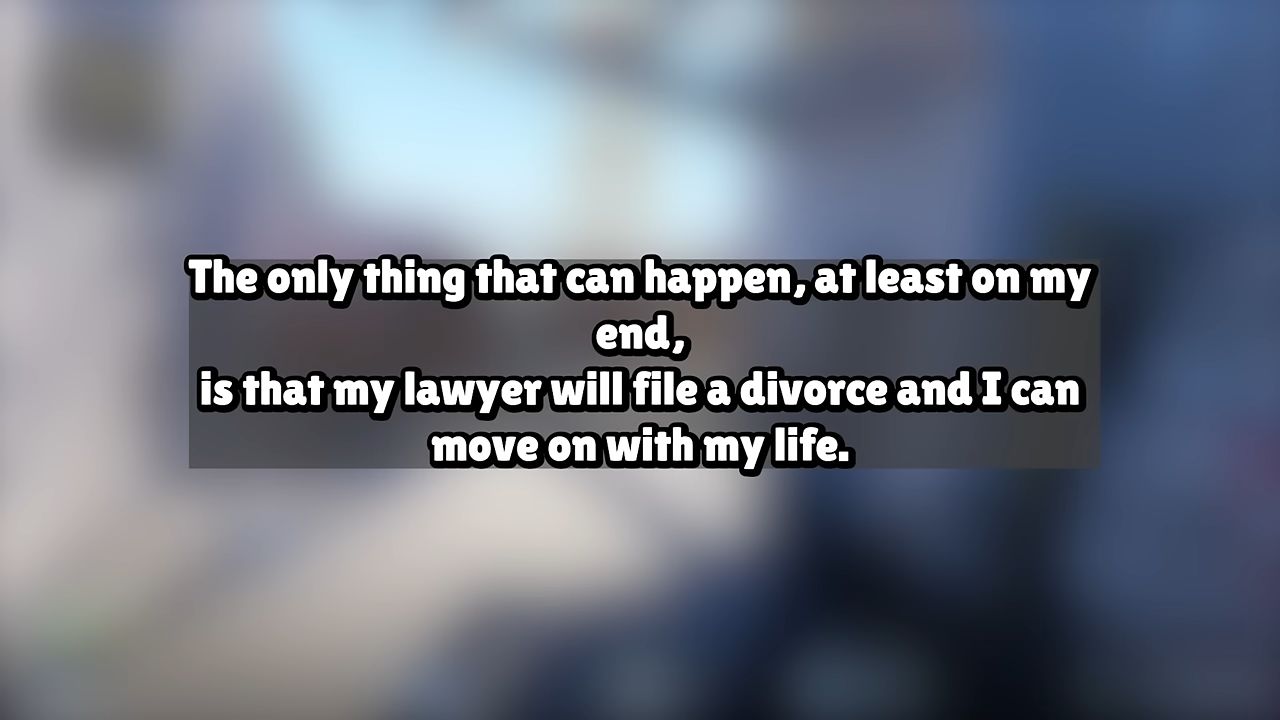 The only thing that can happen, at least on my
end,
is that my lawyer will file a divorce and I can
move on with my life.